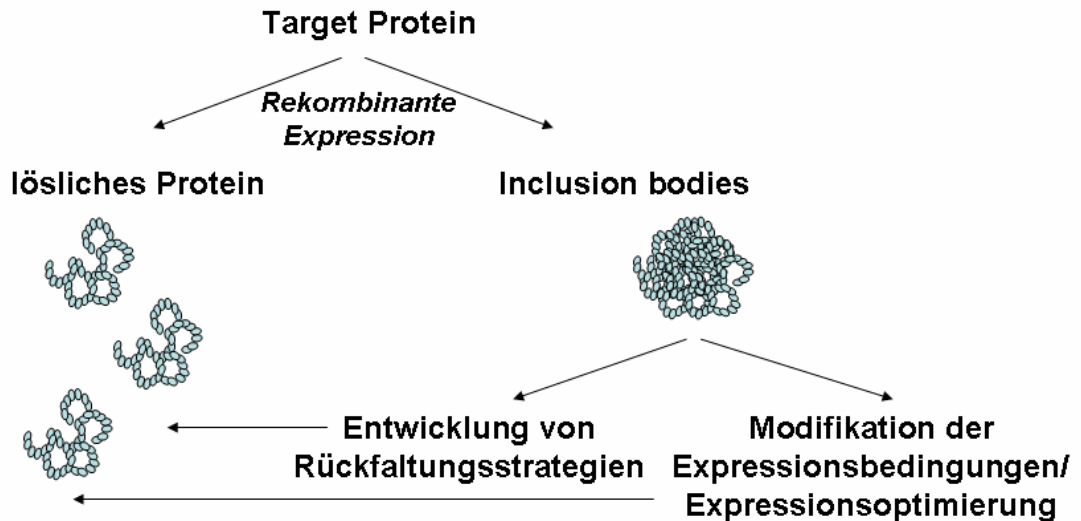 Target Protein
Rekombinante
Expression
lösliches Protein
Inclusion bodies
Entwicklung von
Rückfaltungsstrategien
Modifikation der
Expressionsbedingungen/
Expressionsoptimierung